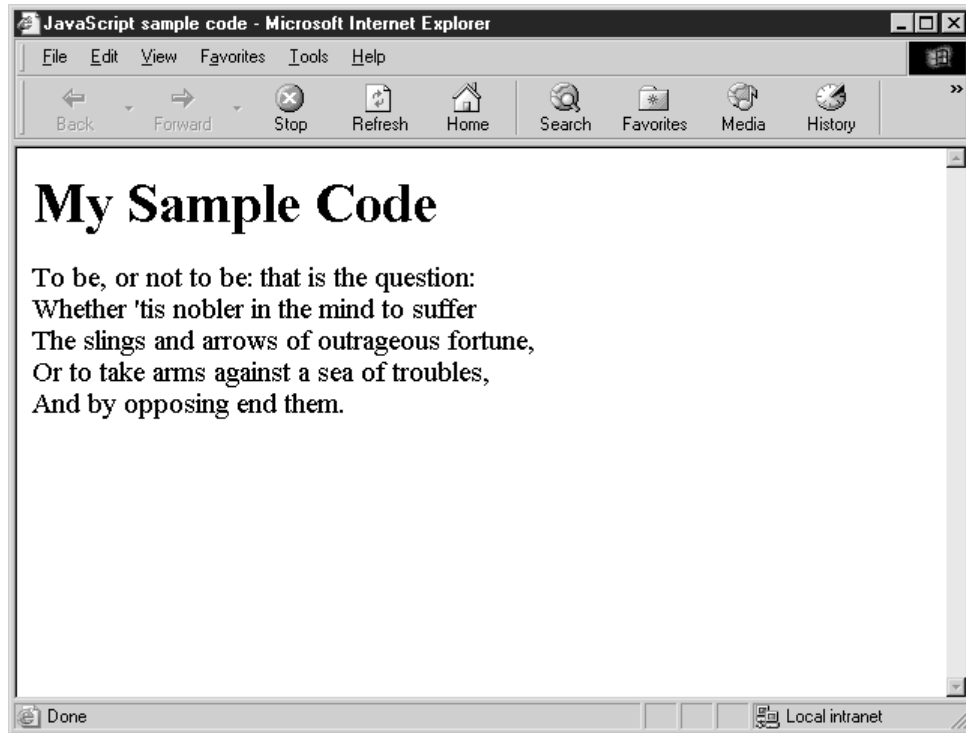 JavaScript sample code - Microsoft Internet Explorer
File Edit View Favorites Tools Help
Back Forward Stop Refresh Home Search Favorites Media History »
My Sample Code
To be, or not to be: that is the question:
Whether 'tis nobler in the mind to suffer
The slings and arrows of outrageous fortune,
Or to take arms against a sea of troubles,
And by opposing end them.
Done Local intranet